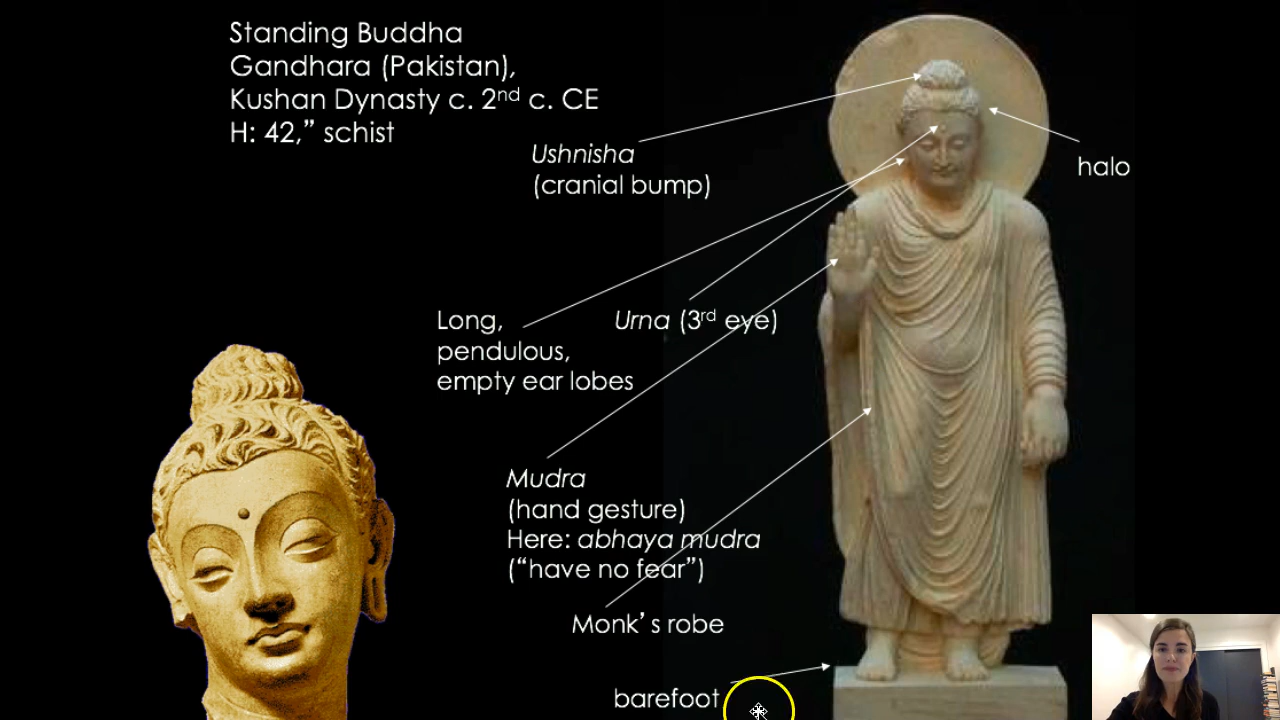 Standing Buddha
Gandhara (Pakistan),
Kushan Dynasty c. 2nd c. CE
H: 42,” schist
Ushnisha
(cranial bump)
halo
Long,
pendulous,
empty ear lobes
Urna (3rd eye)
Mudra
(hand gesture)
Here: abhaya mudra
(“have no fear”)
Monk’s robe
barefoot